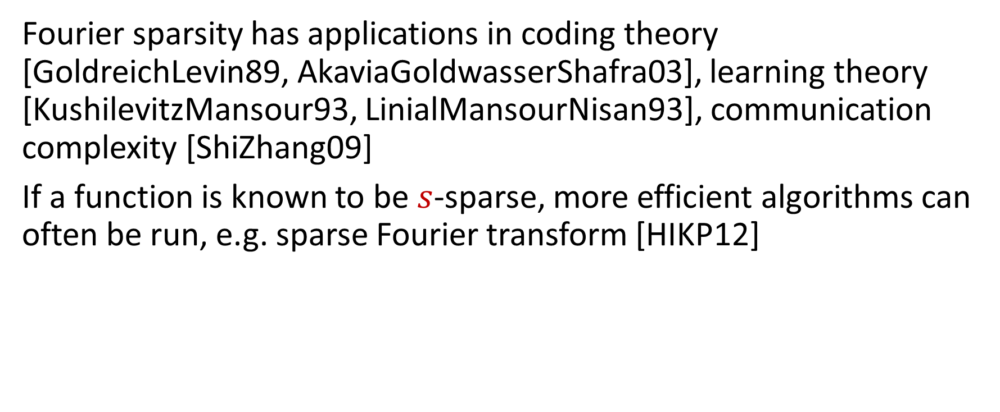 Fourier sparsity has applications in coding theory
[GoldreichLevin89, AkaviaGoldwasserShafra03], learning theory
[KushilevitzMansour93, LinialMansourNisan93], communication
complexity [ShiZhang09]
If a function is known to be s-sparse, more efficient algorithms can
often be run, e.g. sparse Fourier transform [HIKP12]